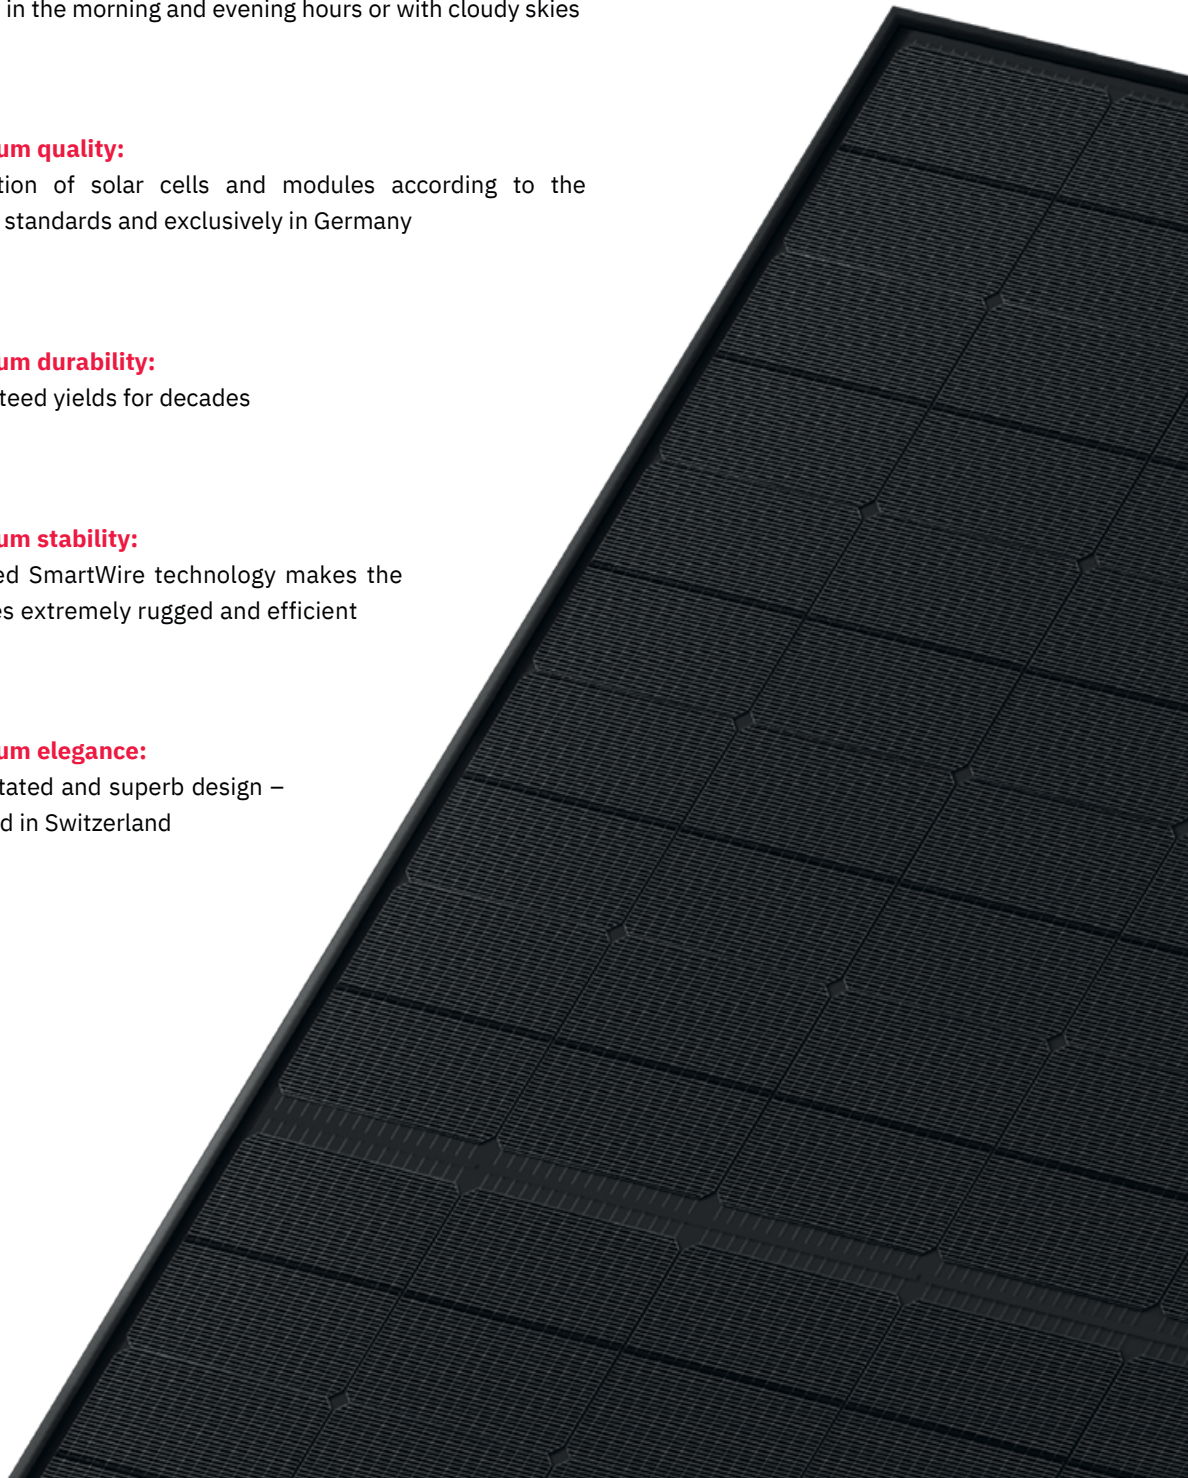 in the morning and evening hours or with cloudy skies
um quality:
tion of solar cells and modules according to the
standards and exclusively in Germany
um durability:
teed yields for decades
um stability:
ed SmartWire technology makes the
es extremely rugged and efficient
um elegance:
tated and superb design –
d in Switzerland